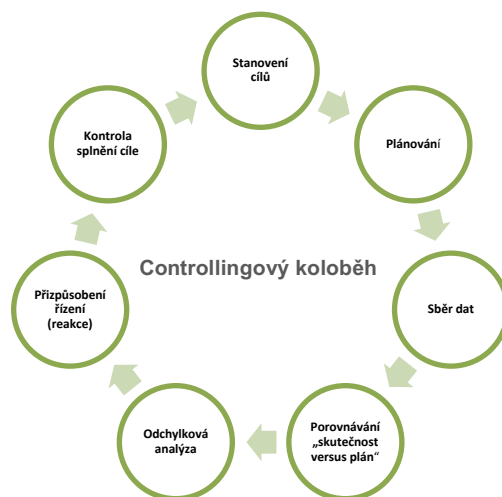 Stanovení
cílů
Plánování
Sběr dat
Porovnávání
„skutečnost
versus plán“
Odchylková
analýza
Přizpůsobení
řízení
(reakce)
Kontrola
splnění cíle
Controllingový koloběh